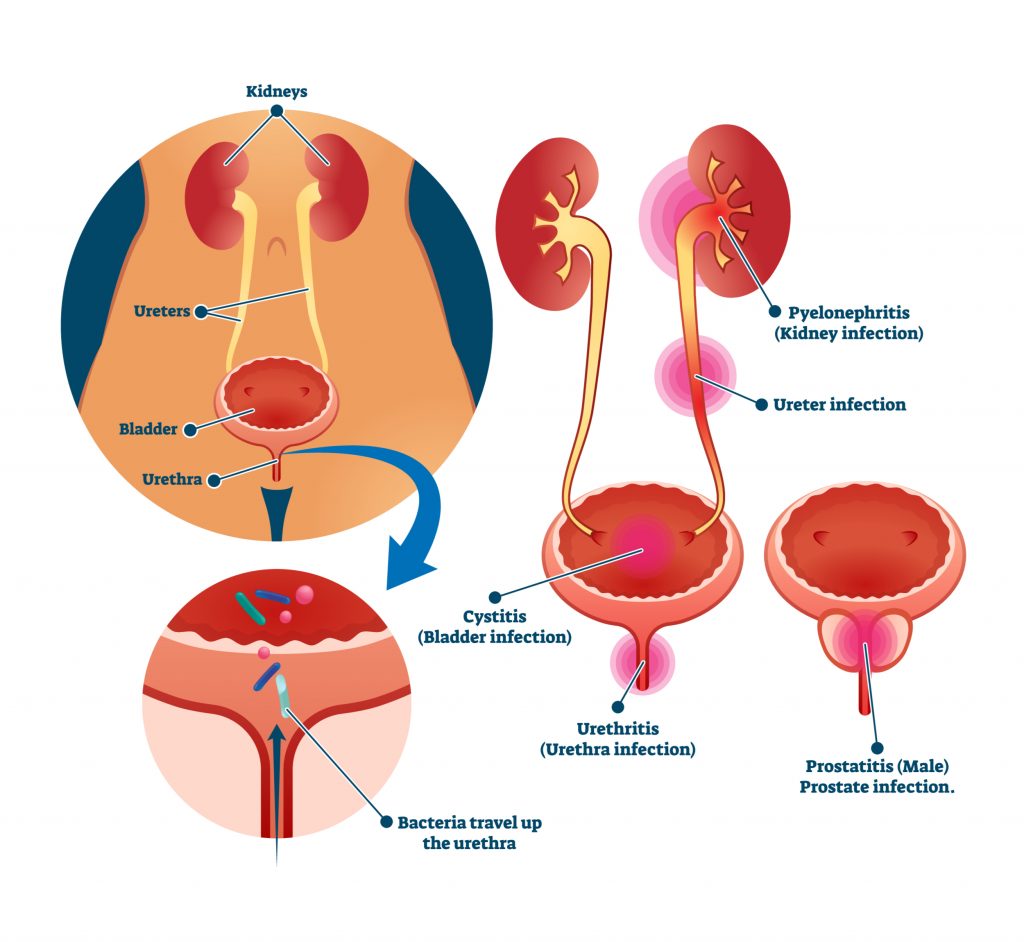 Kidneys
Ureters
Bladder
Urethra
Bacteria travel up
the urethra
Pyelonephritis
(Kidney infection)
Ureter infection
Cystitis
(Bladder infection)
Urethritis
(Urethra infection)
Prostatitis (Male)
Prostate infection.